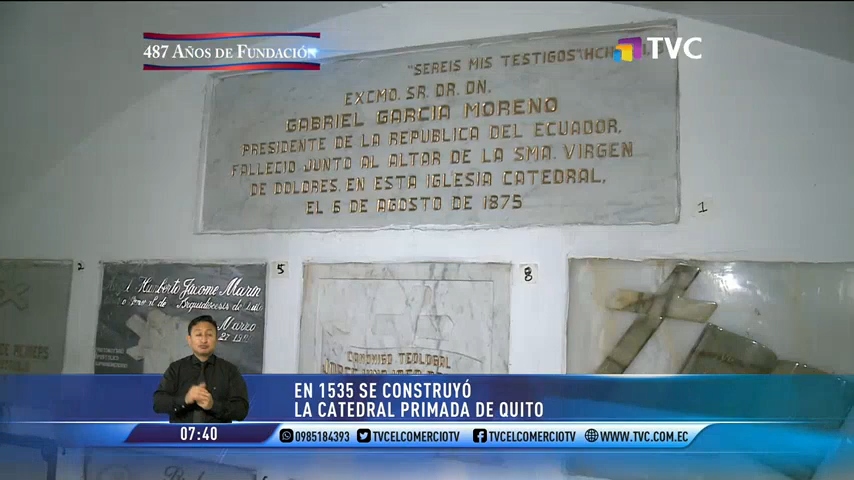 487 AÑOS DE FUNDACIÓN
TVC
"SEREIS MIS TESTIGOS"
EXCMO. SR. DR. DN.
GABRIEL GARCIA MORENO
PRESIDENTE DE LA REPUBLICA DEL ECUADOR,
FALLECIO JUNTO AL ALTAR DE LA SMA. VIRGEN
DE DOLORES, EN ESTA IGLESIA CATEDRAL,
EL 6 DE AGOSTO DE 1875
1
2
5
8
Humberto Jácome Marín
Marzo
CANONIGO TEOLOGAL
EN 1535 SE CONSTRUYÓ
LA CATEDRAL PRIMADA DE QUITO
07:40
0985184393
TVCELCOMERCIOTV
TVCELCOMERCIOTV
WWW.TVC.COM.EC